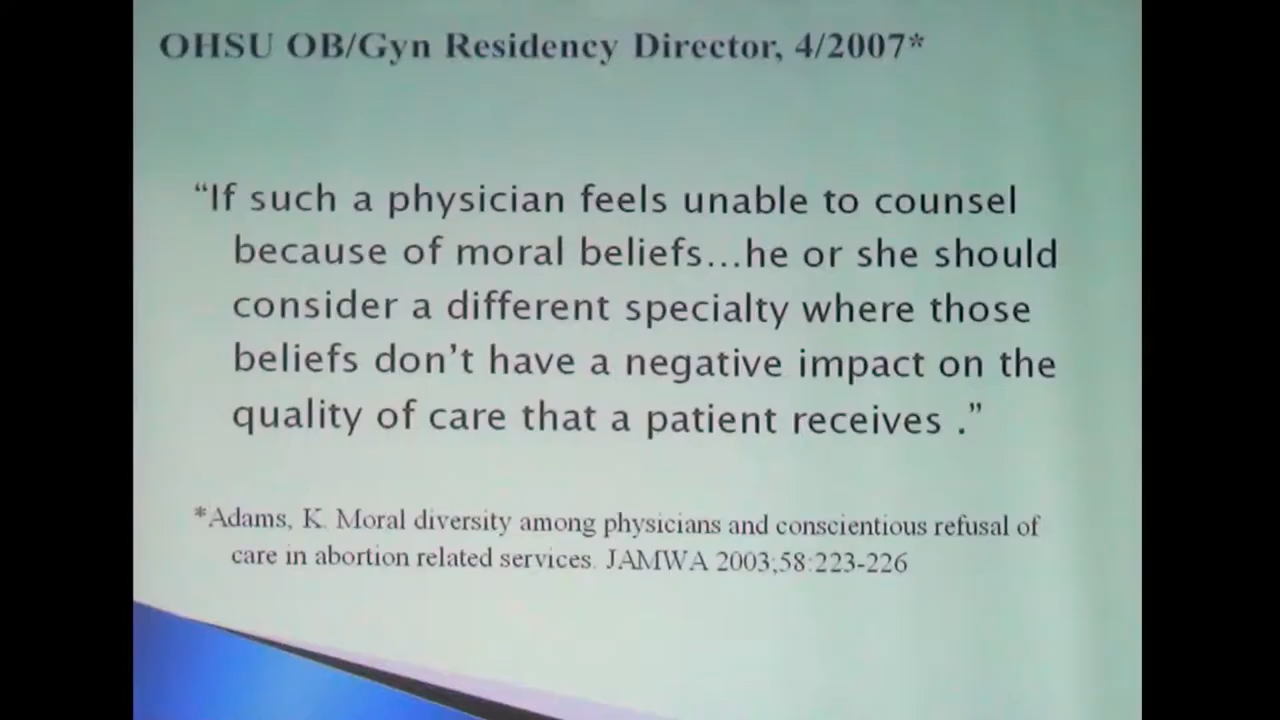 OHSU OB/Gyn Residency Director, 4/2007*
“If such a physician feels unable to counsel
because of moral beliefs...he or she should
consider a different specialty where those
beliefs don’t have a negative impact on the
quality of care that a patient receives .”
*Adams, K. Moral diversity among physicians and conscientious refusal of
care in abortion related services. JAMWA 2003;58:223-226